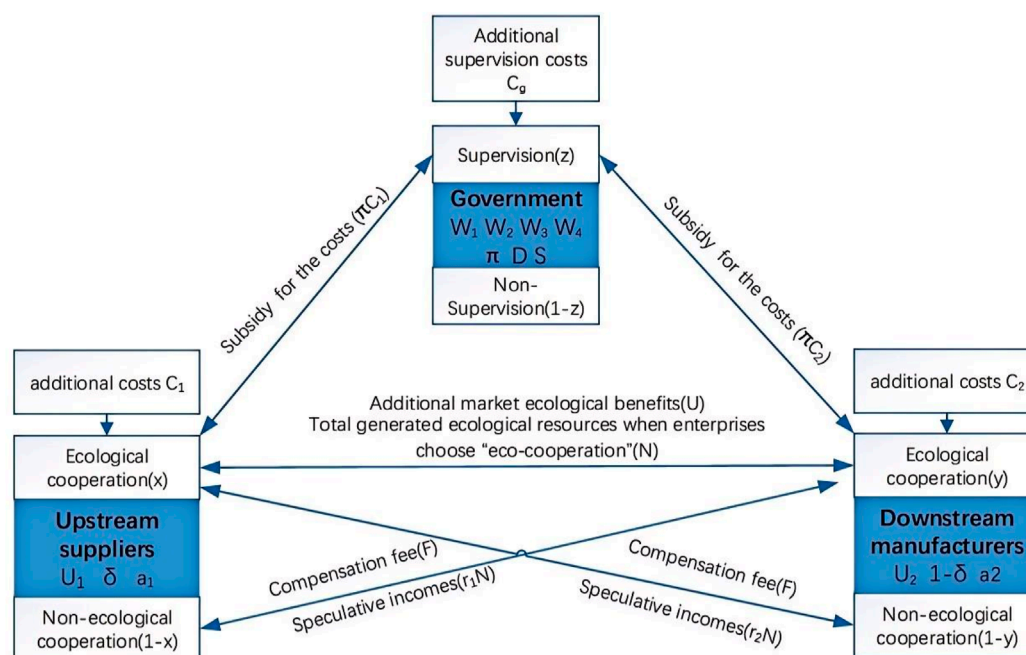 Additional
supervision costs
Cg
Supervision(z)
Government
W₁ W₂ W₃ W₄
π D S
Non-
Supervision(1-z)
Subsidy for the costs (πC₁)
Subsidy for the costs (πC₂)
additional costs C₁
additional costs C₂
Additional market ecological benefits(U)
Total generated ecological resources when enterprises
choose “eco-cooperation”(N)
Ecological
cooperation(x)
Upstream
suppliers
U₁ δ a₁
Non-ecological
cooperation(1-x)
Compensation fee(F)
Speculative incomes(r₁N)
Compensation fee(F)
Speculative incomes(r₂N)
Ecological
cooperation(y)
Downstream
manufacturers
U₂ 1-δ a2
Non-ecological
cooperation(1-y)